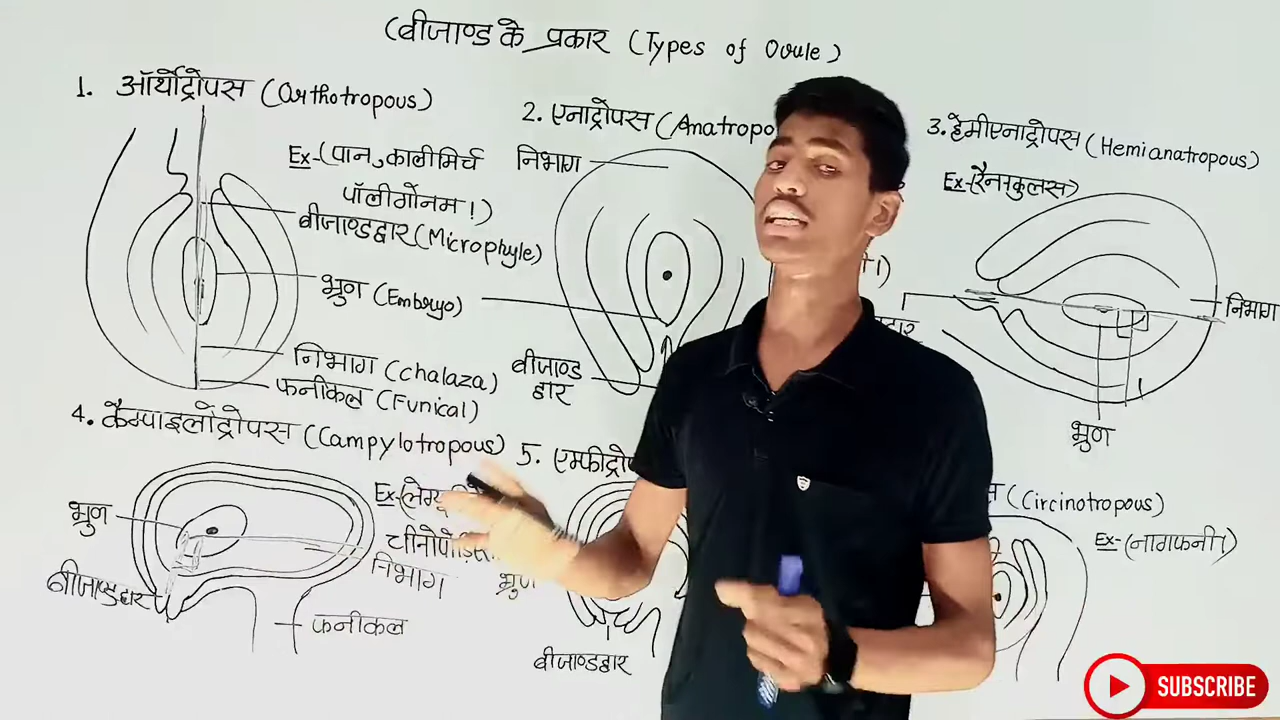 (बीजाण्ड के प्रकार (Types of Ovule)
1. ऑर्थोट्रोपस (Orthotropous)
Ex-(पान, कालीमिर्च
पॉलीगोनम।)
बीजाण्डद्वार (Microphyle)
भ्रुण (Embryo)
निभाग (chalaza)
फनीकल (Funical)
2. एनाट्रोपस (Anatropo
निभाग
बीजाण्ड
द्वार
3. हेमीएनाट्रोपस (Hemianatropous)
Ex-(रैननकुलस)
निभाग
भ्रुण
4. कैम्पाइलोट्रोपस (Campylotropous)
भ्रुण
बीजाण्डद्वार
Ex-
निभाग
फनीकल
5. एम्फीट्रोप
भ्रुण
बीजाण्डद्वार
(Circinotropous)
Ex-(नागफनी।)
SUBSCRIBE